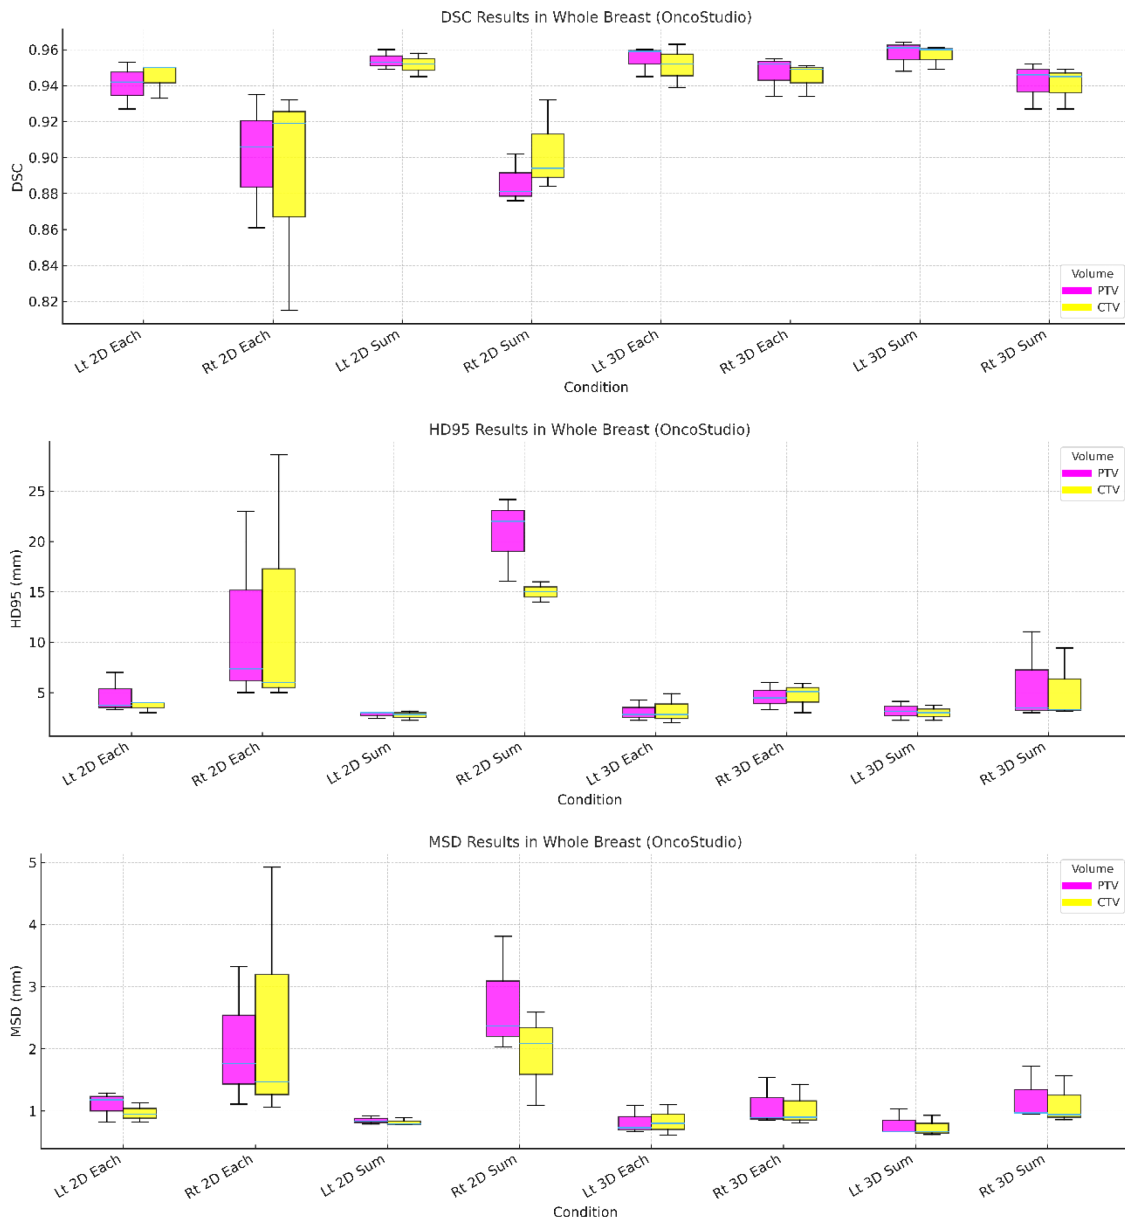 DSC Results in Whole Breast (OncoStudio)
0.96
0.94
0.92
0.90
0.88
0.86
0.84
0.82
DSC
Volume
PTV
CTV
Lt 2D Each
Rt 2D Each
Lt 2D Sum
Rt 2D Sum
Lt 3D Each
Rt 3D Each
Lt 3D Sum
Rt 3D Sum
Condition
HD95 Results in Whole Breast (OncoStudio)
Volume
PTV
CTV
25
20
15
10
5
HD95 (mm)
Lt 2D Each
Rt 2D Each
Lt 2D Sum
Rt 2D Sum
Lt 3D Each
Rt 3D Each
Lt 3D Sum
Rt 3D Sum
Condition
MSD Results in Whole Breast (OncoStudio)
Volume
PTV
CTV
5
4
3
2
1
MSD (mm)
Lt 2D Each
Rt 2D Each
Lt 2D Sum
Rt 2D Sum
Lt 3D Each
Rt 3D Each
Lt 3D Sum
Rt 3D Sum
Condition